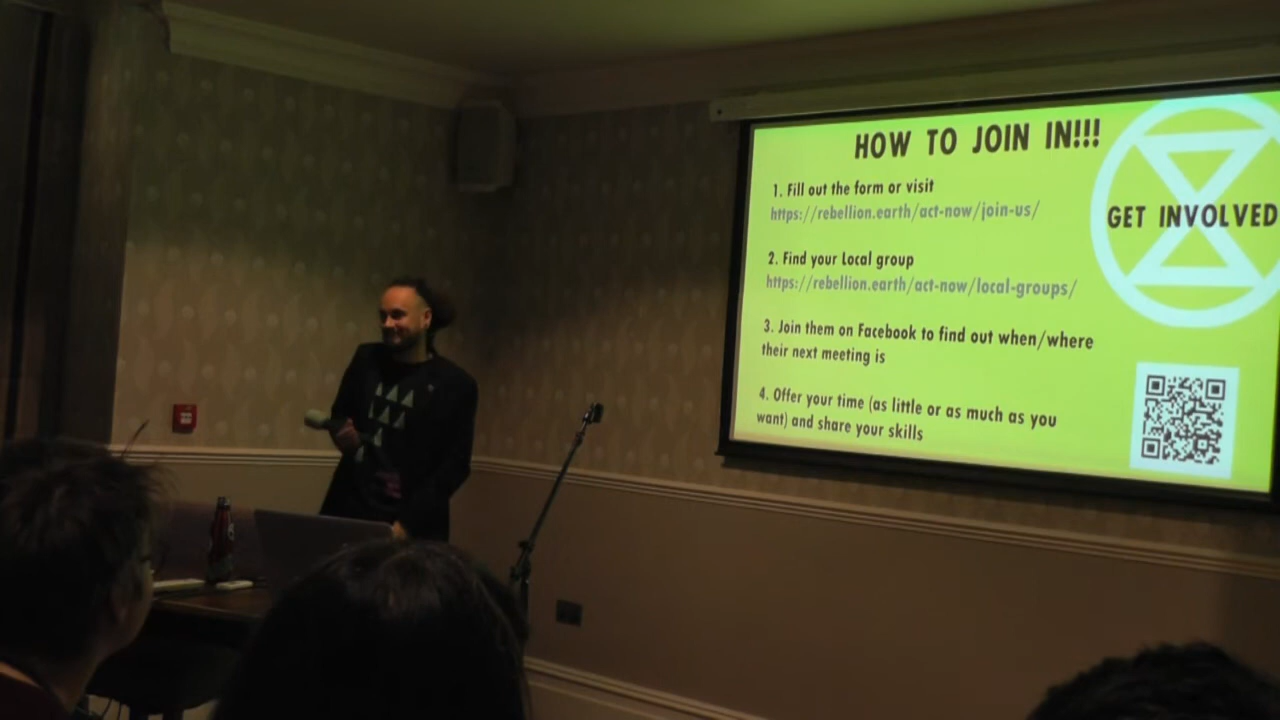 HOW TO JOIN IN!!!
1. Fill out the form or visit
https://rebellion.earth/act-now/join-us/
GET INVOLVED
2. Find your Local group
https://rebellion.earth/act-now/local-groups/
3. Join them on Facebook to find out when/where
their next meeting is
4. Offer your time (as little or as much as you
want) and share your skills